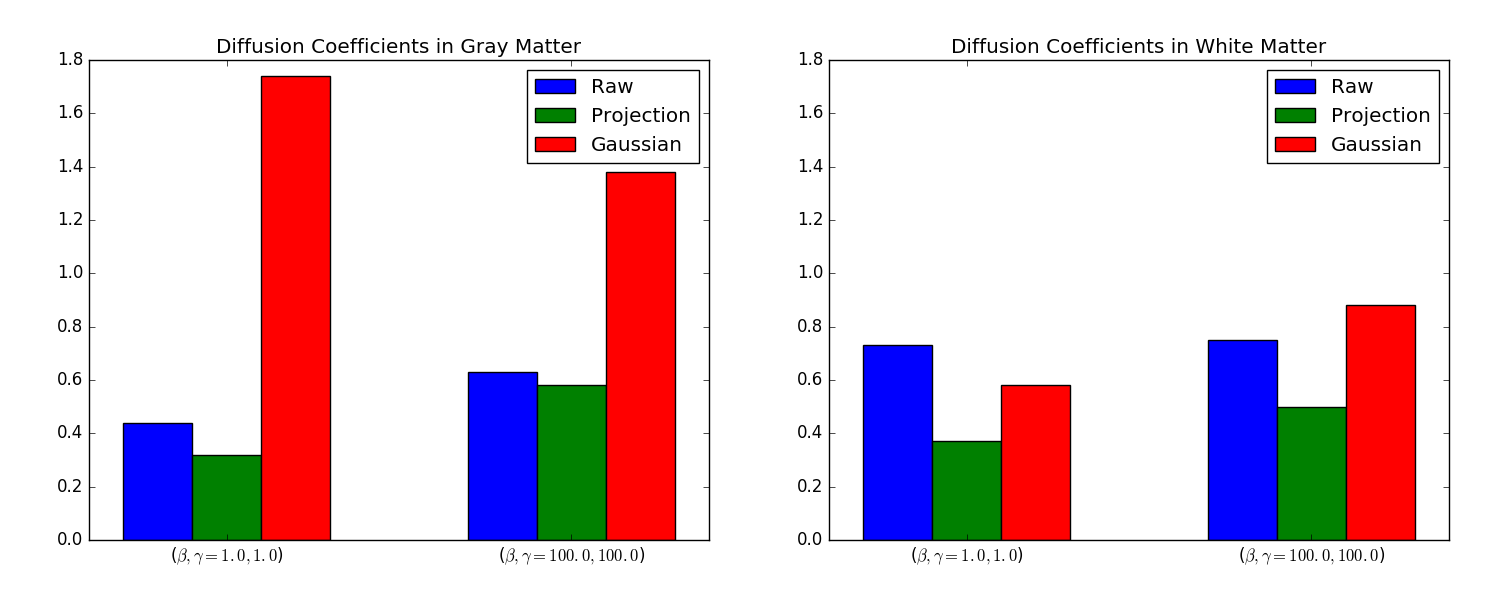 Diffusion Coefficients in Gray Matter
1.8
1.6
1.4
1.2
1.0
0.8
0.6
0.4
0.2
0.0
Raw
Projection
Gaussian
(β, γ = 1.0, 1.0)
(β, γ = 100.0, 100.0)
Diffusion Coefficients in White Matter
1.8
1.6
1.4
1.2
1.0
0.8
0.6
0.4
0.2
0.0
Raw
Projection
Gaussian
(β, γ = 1.0, 1.0)
(β, γ = 100.0, 100.0)